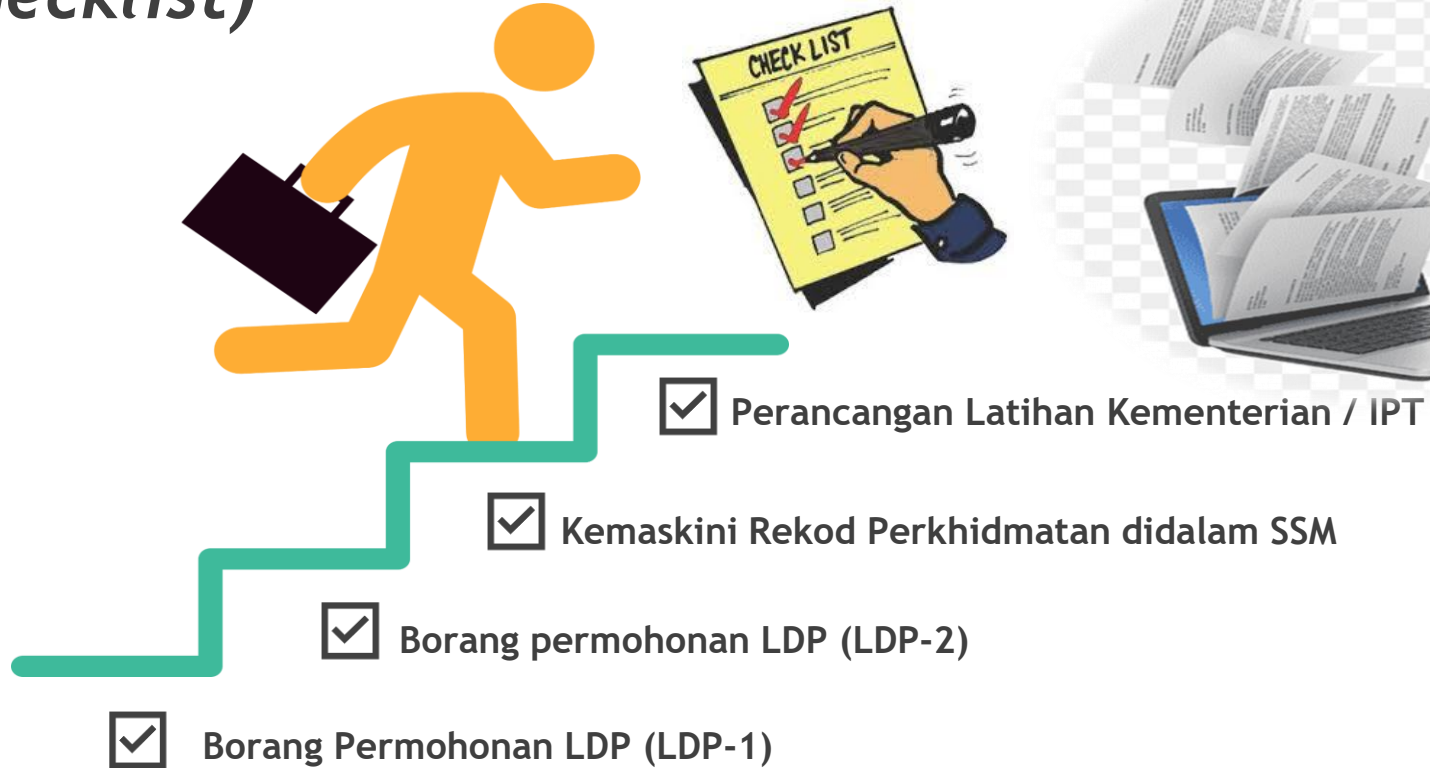 CHECK LIST
Perancangan Latihan Kementerian / IPT
Kemaskini Rekod Perkhidmatan didalam SSM
Borang permohonan LDP (LDP-2)
Borang Permohonan LDP (LDP-1)